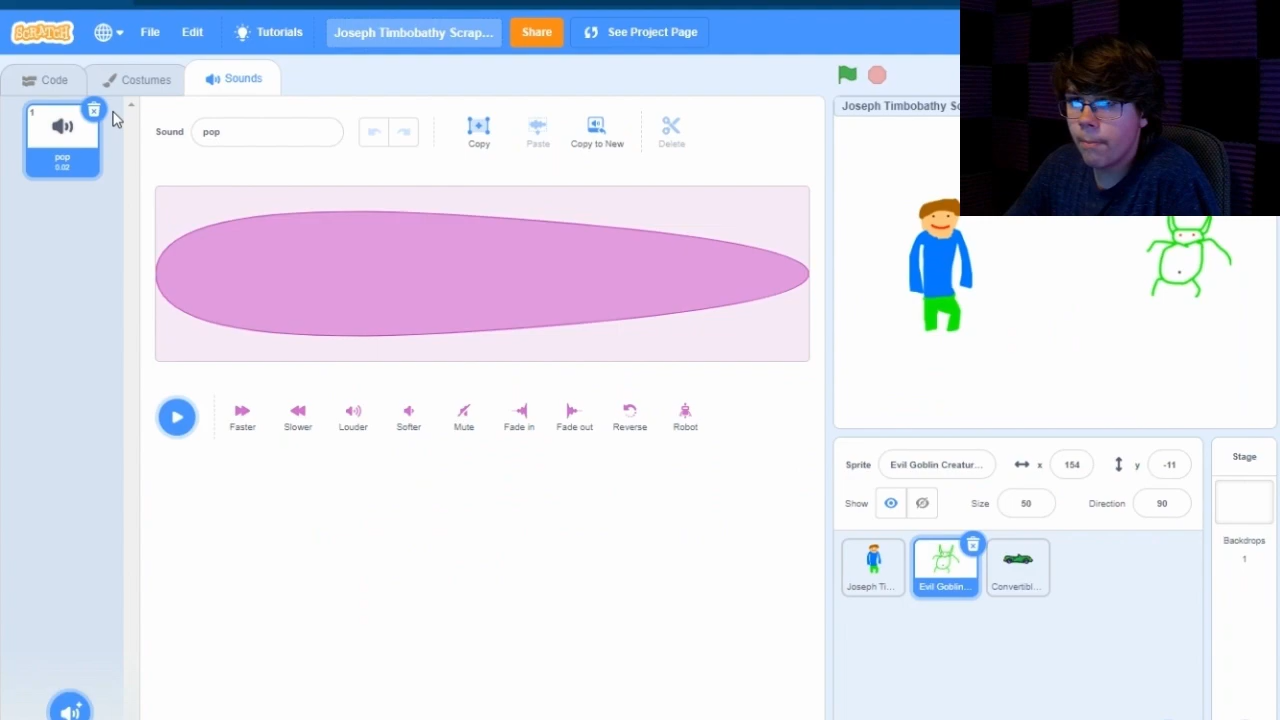 SCRATCH File Edit Tutorials Joseph Timbobathy Scrap... Share See Project Page
Code Costumes Sounds
Joseph Timbobathy Sc
1
pop
0.02
Sound pop
Copy Paste Copy to New Delete
Faster Slower Louder Softer Mute Fade in Fade out Reverse Robot
Sprite Evil Goblin Creatur... x 154 y -11
Show Size 50 Direction 90
Joseph Ti... Evil Goblin... Convertibl...
Stage
Backdrops
1